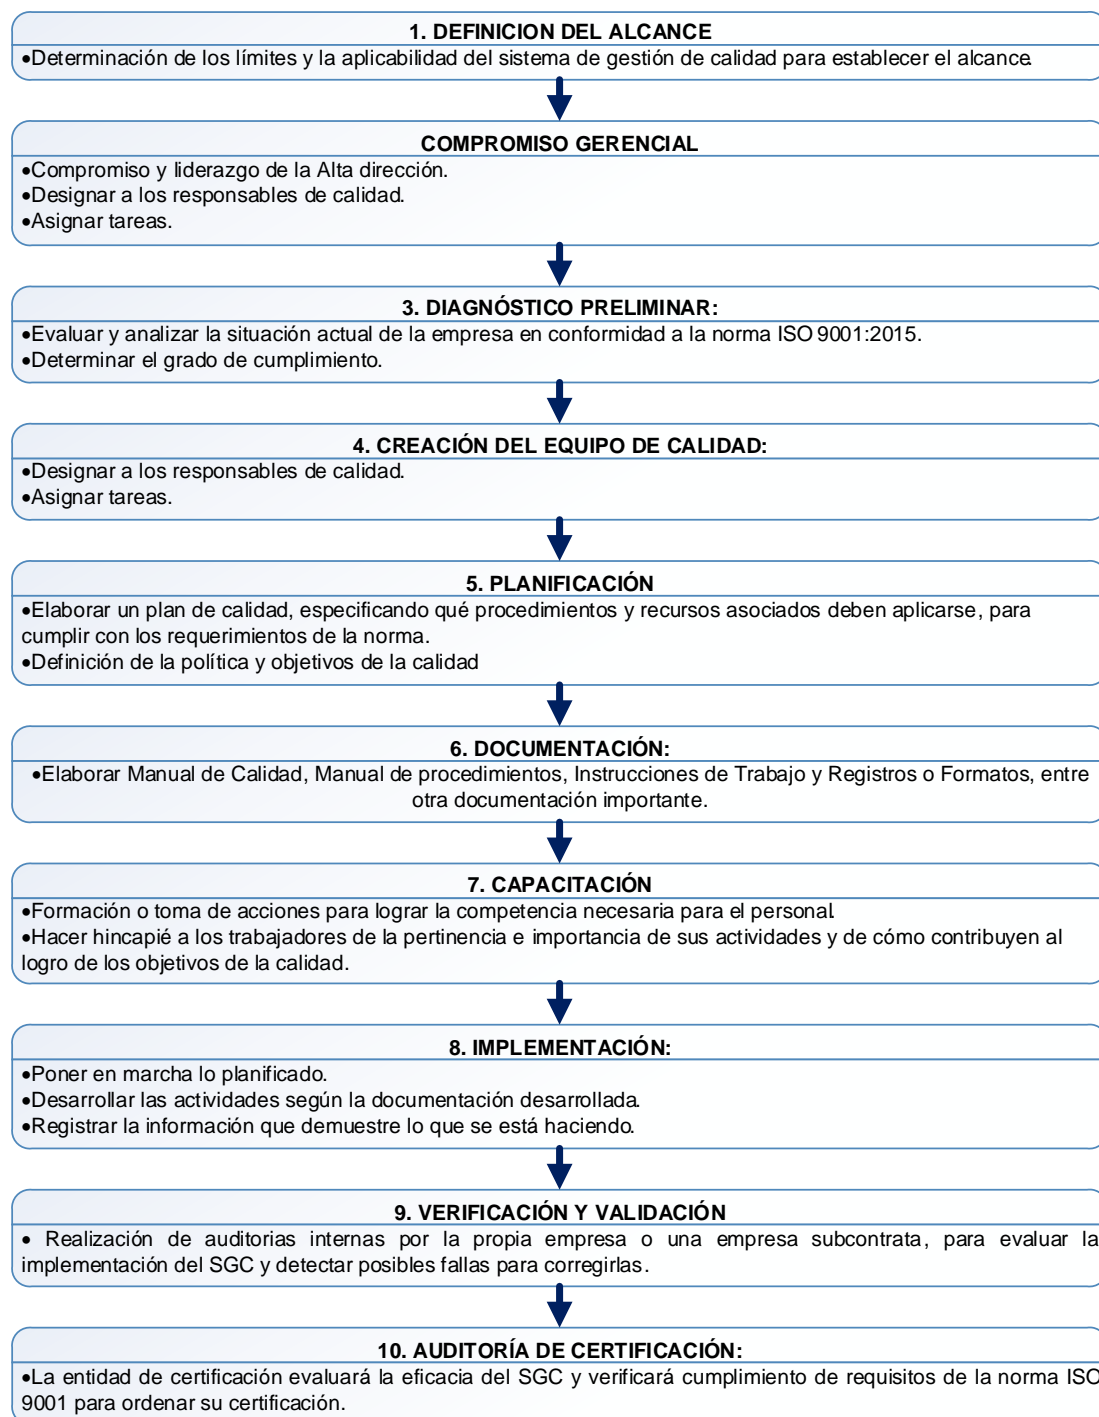 1. DEFINICION DEL ALCANCE
•Determinación de los límites y la aplicabilidad del sistema de gestión de calidad para establecer el alcance.
COMPROMISO GERENCIAL
•Compromiso y liderazgo de la Alta dirección.
•Designar a los responsables de calidad.
•Asignar tareas.
3. DIAGNÓSTICO PRELIMINAR:
•Evaluar y analizar la situación actual de la empresa en conformidad a la norma ISO 9001:2015.
•Determinar el grado de cumplimiento.
4. CREACIÓN DEL EQUIPO DE CALIDAD:
•Designar a los responsables de calidad.
•Asignar tareas.
5. PLANIFICACIÓN
•Elaborar un plan de calidad, especificando qué procedimientos y recursos asociados deben aplicarse, para
cumplir con los requerimientos de la norma.
•Definición de la política y objetivos de la calidad
6. DOCUMENTACIÓN:
•Elaborar Manual de Calidad, Manual de procedimientos, Instrucciones de Trabajo y Registros o Formatos, entre
otra documentación importante.
7. CAPACITACIÓN
•Formación o toma de acciones para lograr la competencia necesaria para el personal.
•Hacer hincapié a los trabajadores de la pertinencia e importancia de sus actividades y de cómo contribuyen al
logro de los objetivos de la calidad.
8. IMPLEMENTACIÓN:
•Poner en marcha lo planificado.
•Desarrollar las actividades según la documentación desarrollada.
•Registrar la información que demuestre lo que se está haciendo.
9. VERIFICACIÓN Y VALIDACIÓN
• Realización de auditorias internas por la propia empresa o una empresa subcontrata, para evaluar la
implementación del SGC y detectar posibles fallas para corregirlas.
10. AUDITORÍA DE CERTIFICACIÓN:
•La entidad de certificación evaluará la eficacia del SGC y verificará cumplimiento de requisitos de la norma ISO
9001 para ordenar su certificación.